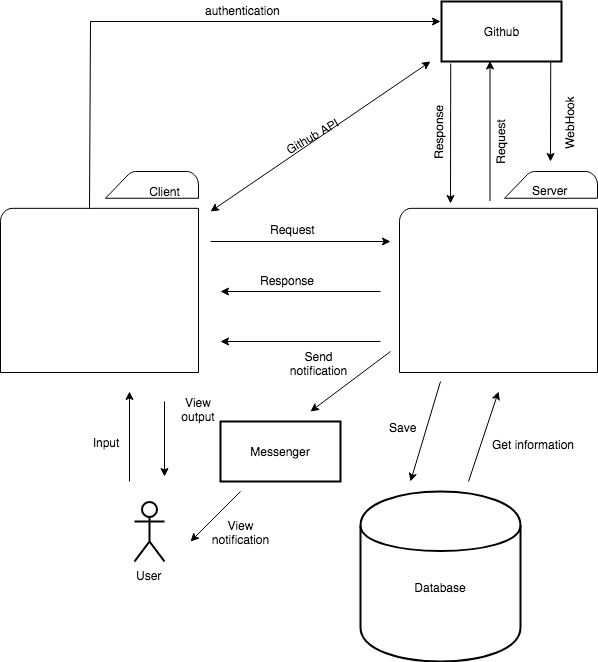 authentication
Github
Github API
Response
Request
WebHook
Client
Server
Request
Response
Send
notification
View
output
Input
Messenger
Save
Get information
View
notification
User
Database